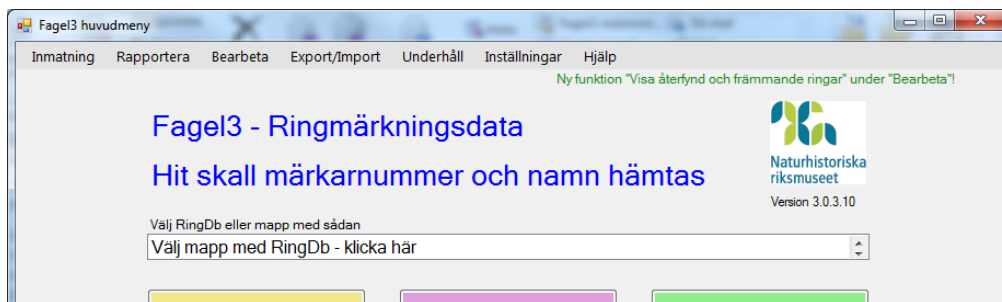 Fagel3 huvudmeny
Inmatning Rapportera Bearbeta Export/Import Underhåll Inställningar Hjälp
Ny funktion "Visa återfynd och främmande ringar" under "Bearbeta"!
Fagel3 - Ringmärkningsdata
Hit skall märkarnummer och namn hämtas
Naturhistoriska
riksmuseet
Version 3.0.3.10
Välj RingDb eller mapp med sådan
Välj mapp med RingDb - klicka här